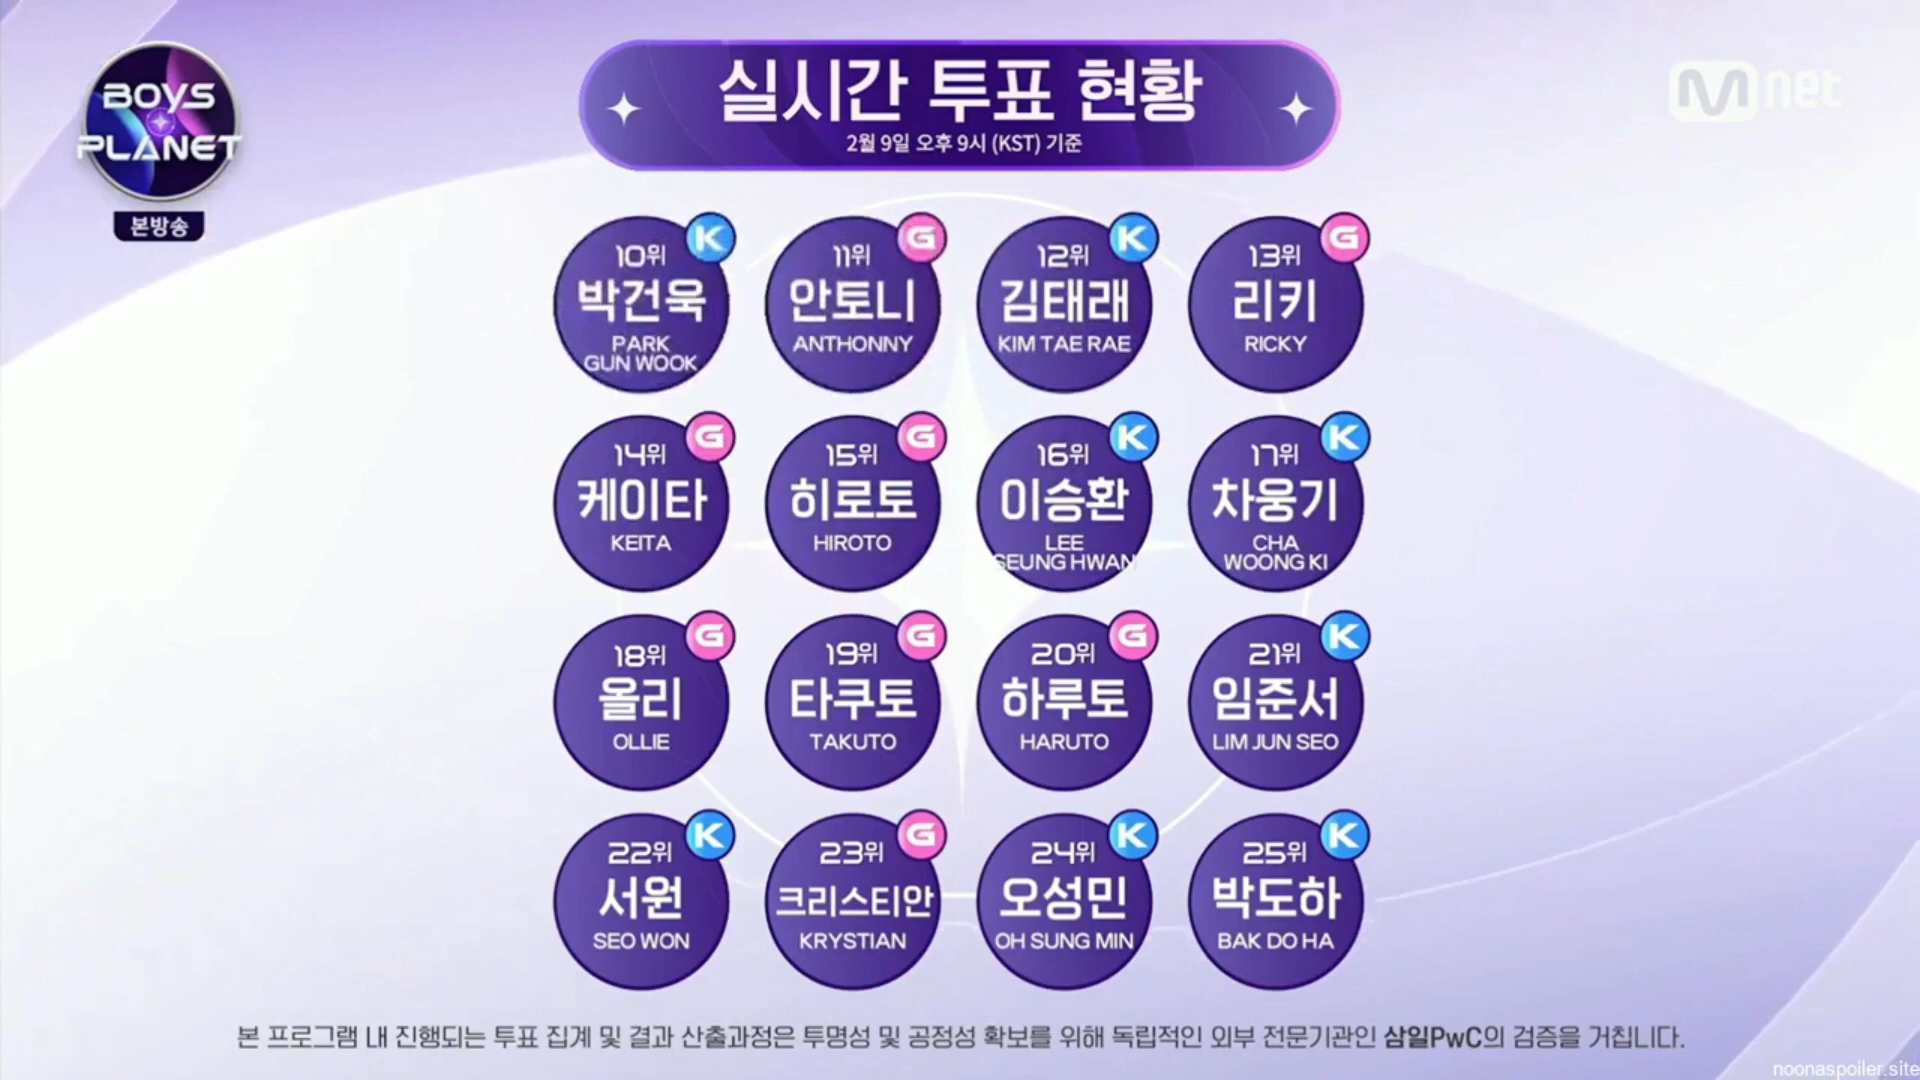 BOYS
PLANET
본방송
실시간 투표 현황
2월 9일 오후 9시 (KST) 기준
Mnet
10위 K
박건욱
PARK
GUN WOOK
11위 G
안토니
ANTHONNY
12위 K
김태래
KIM TAE RAE
13위 G
리키
RICKY
14위 G
케이타
KEITA
15위 G
히로토
HIROTO
16위 K
이승환
LEE
SEUNG HWAN
17위 K
차웅기
CHA
WOONG KI
18위 G
올리
OLLIE
19위 G
타쿠토
TAKUTO
20위 G
하루토
HARUTO
21위 K
임준서
LIM JUN SEO
22위 K
서원
SEO WON
23위 G
크리스티안
KRYSTIAN
24위 K
오성민
OH SUNG MIN
25위 K
박도하
BAK DO HA
본 프로그램 내 진행되는 투표 집계 및 결과 산출과정은 투명성 및 공정성 확보를 위해 독립적인 외부 전문기관인 삼일PwC의 검증을 거칩니다.
noonaspoiler.site